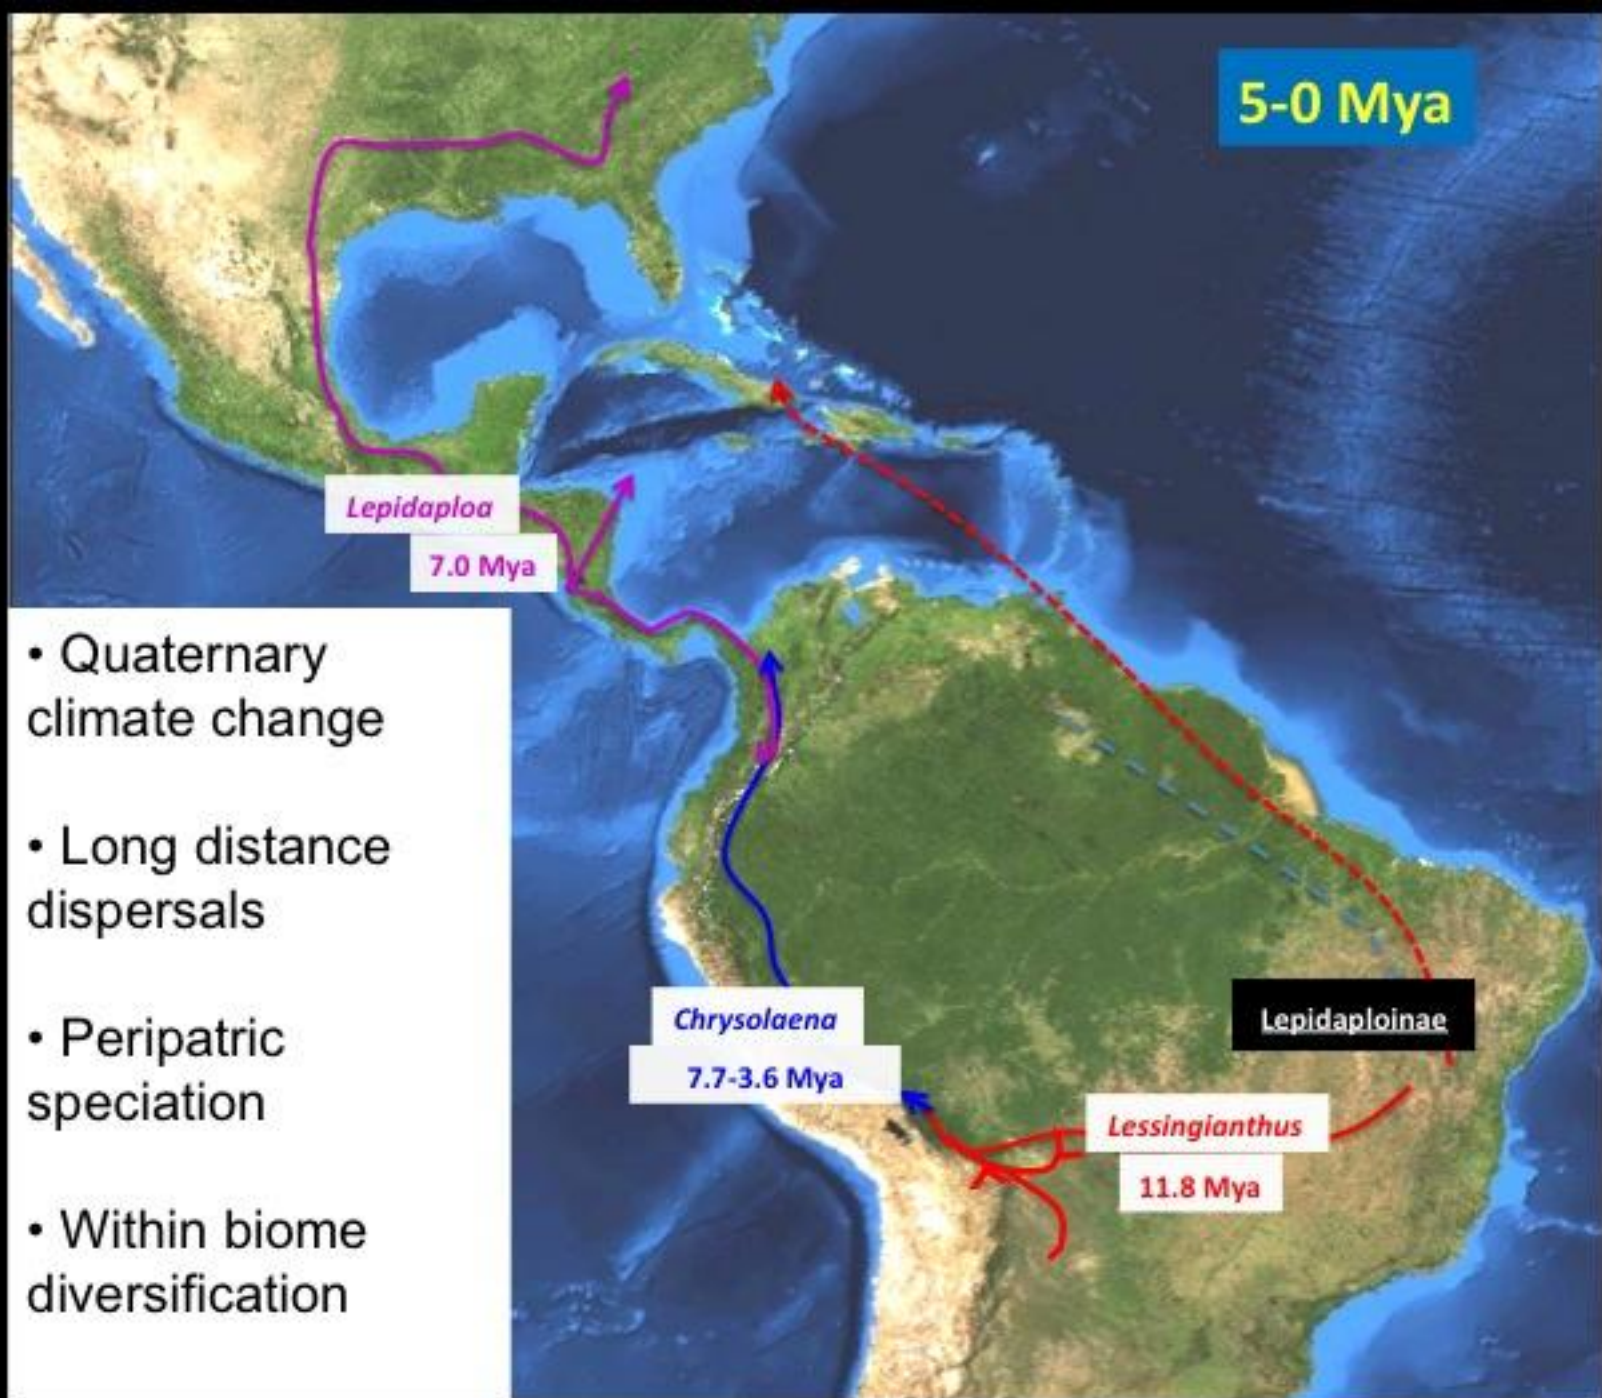 5-0 Mya
Lepidaploa
7.0 Mya
• Quaternary
climate change
• Long distance
dispersals
• Peripatric
speciation
• Within biome
diversification
Chrysolaena
7.7-3.6 Mya
Lepidaploinae
Lessingianthus
11.8 Mya